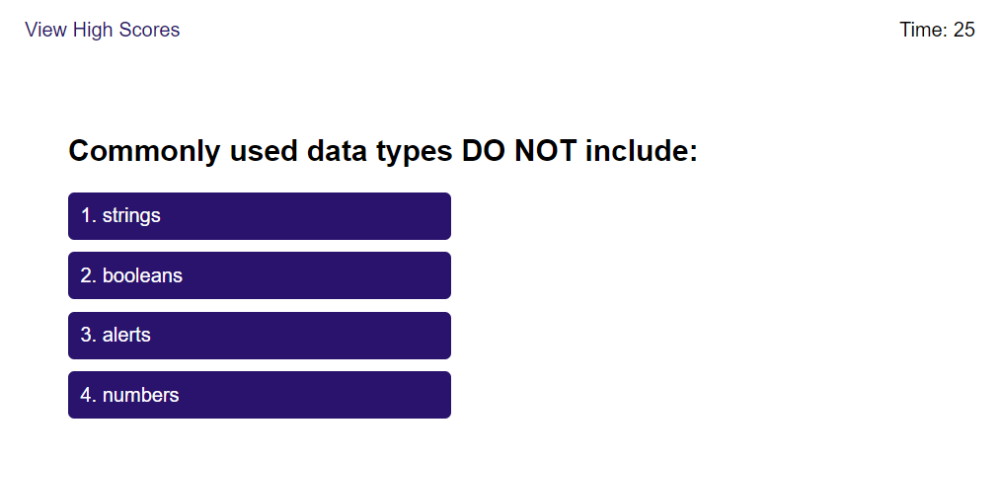 View High Scores
Time: 25
Commonly used data types DO NOT include:
1. strings
2. booleans
3. alerts
4. numbers